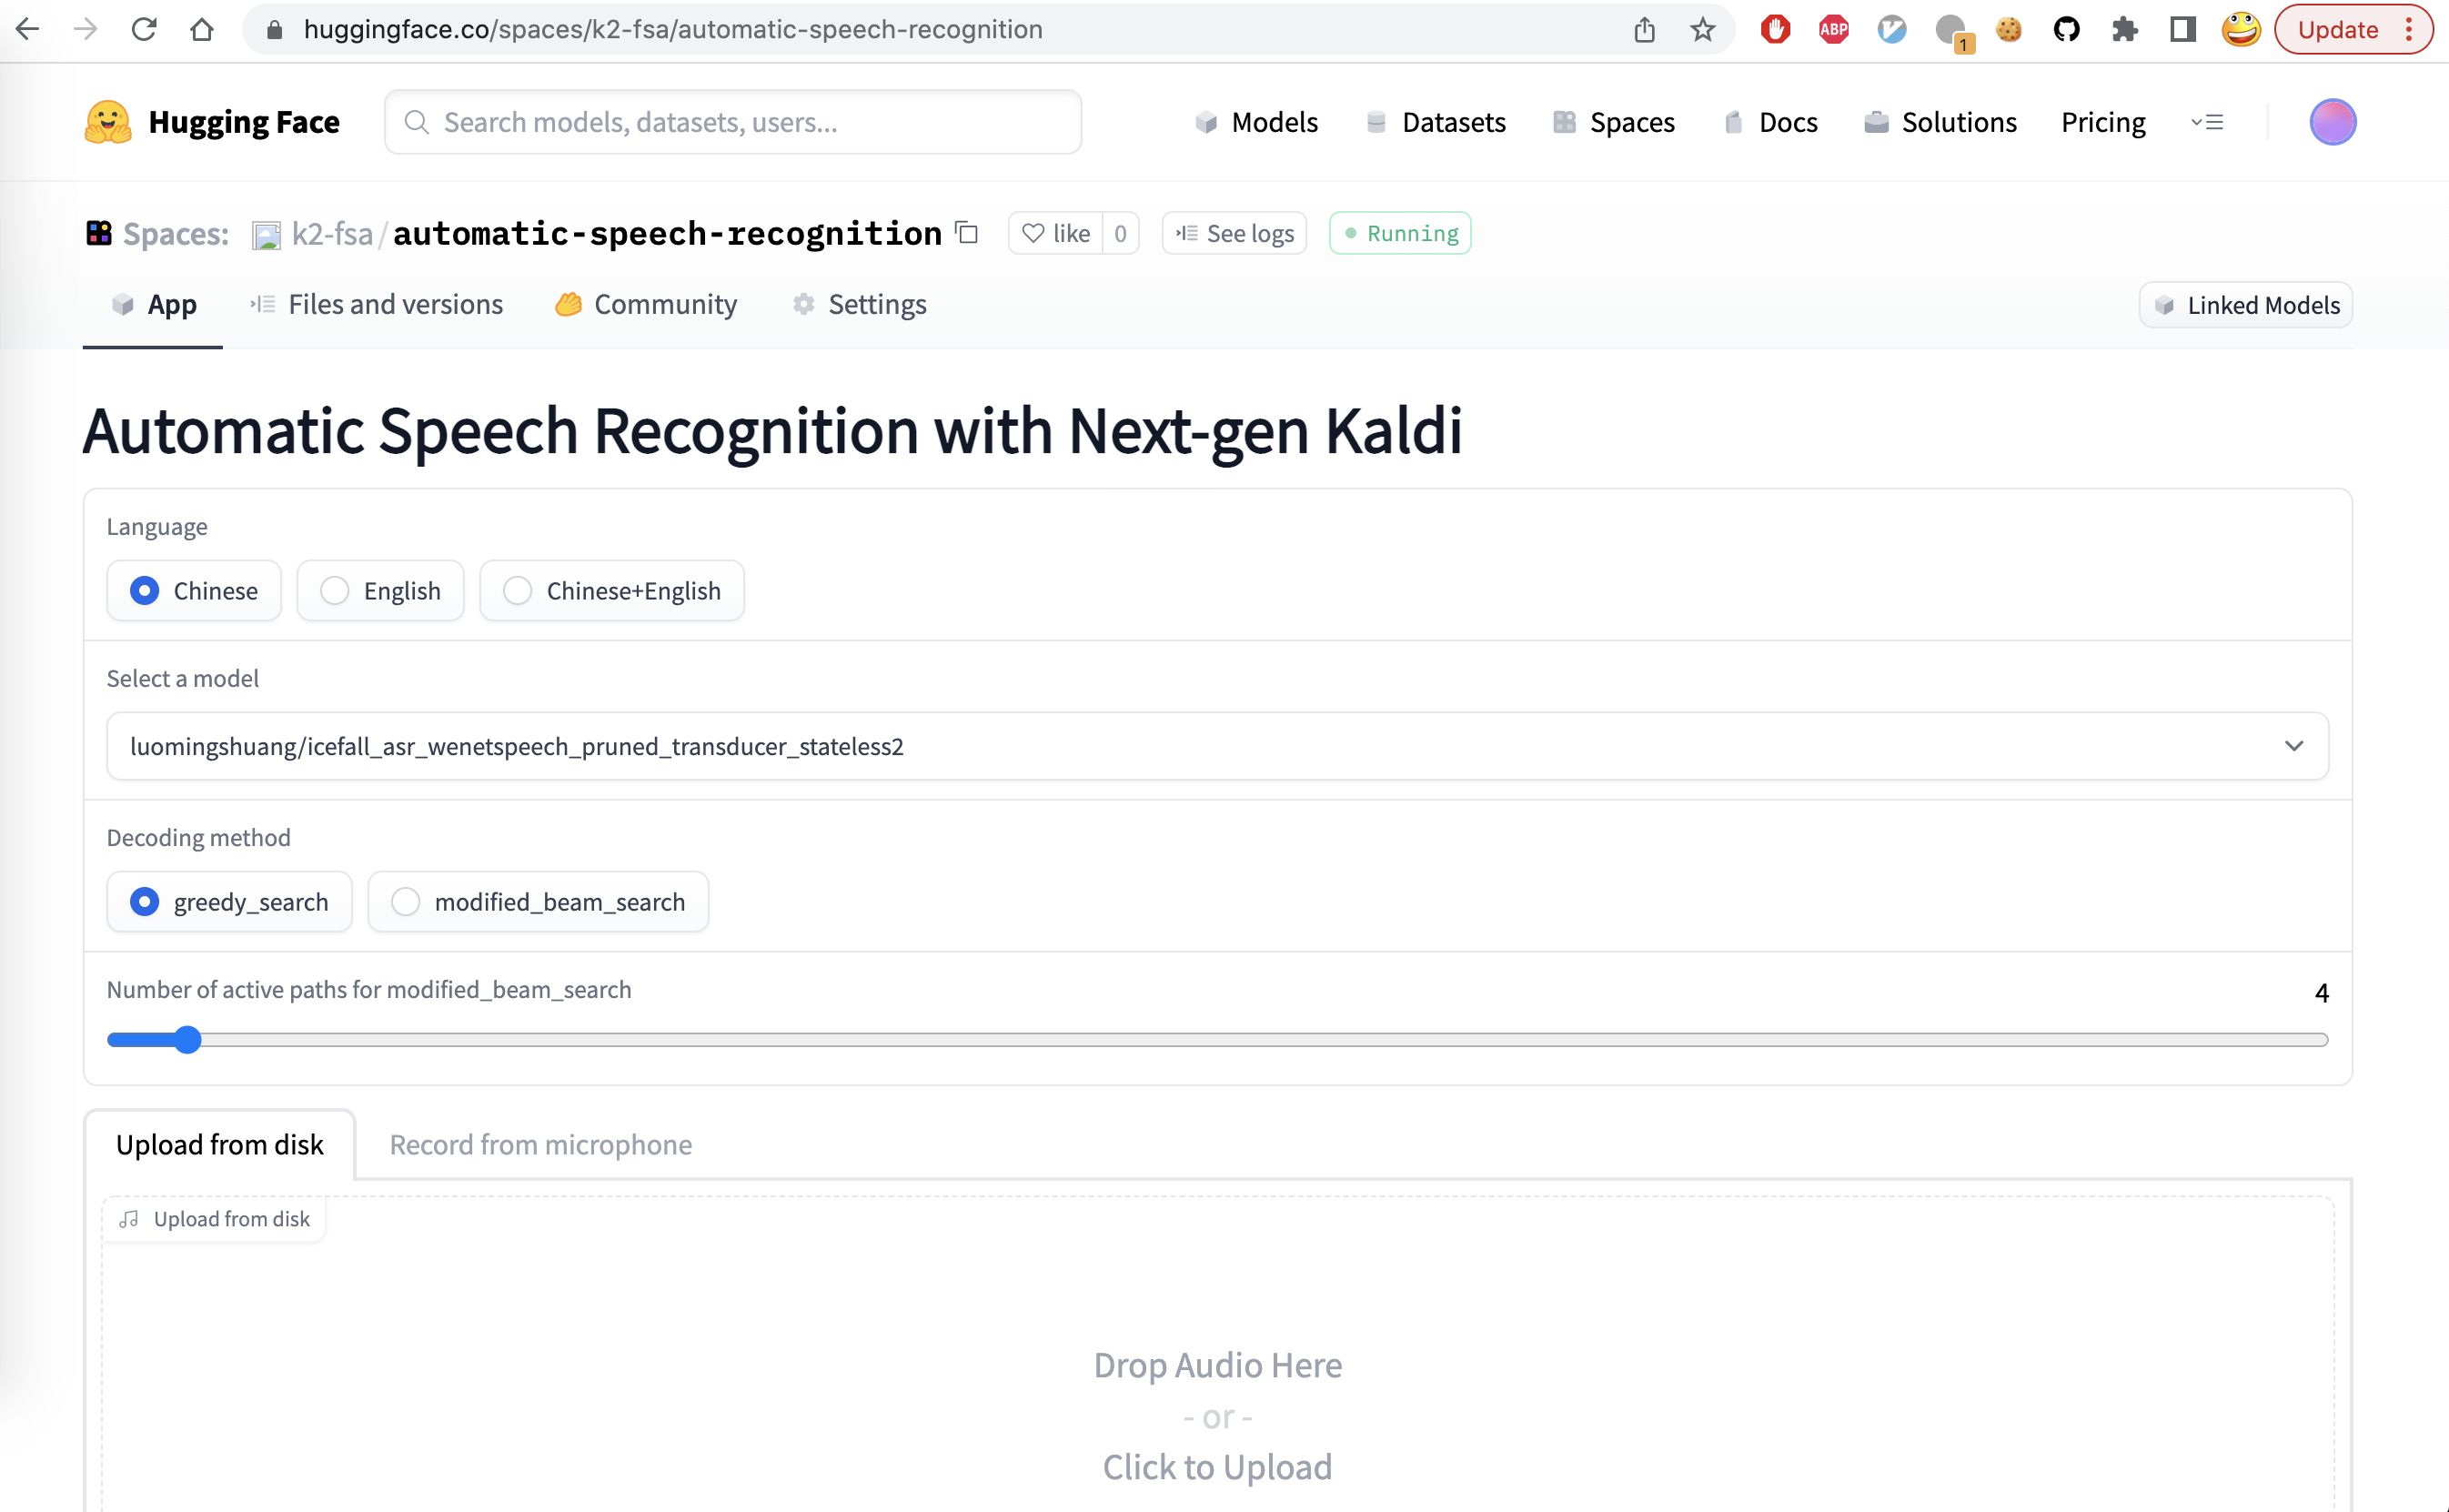 huggingface.co/spaces/k2-fsa/automatic-speech-recognition
ABP
1
Update
Hugging Face
Search models, datasets, users...
Models
Datasets
Spaces
Docs
Solutions
Pricing
Spaces:
k2-fsa/automatic-speech-recognition
like
0
See logs
Running
App
Files and versions
Community
Settings
Linked Models
Automatic Speech Recognition with Next-gen Kaldi
Language
Chinese
English
Chinese+English
Select a model
luomingshuang/icefall_asr_wenetspeech_pruned_transducer_stateless2
Decoding method
greedy_search
modified_beam_search
Number of active paths for modified_beam_search
4
Upload from disk
Record from microphone
Upload from disk
Drop Audio Here
- or -
Click to Upload